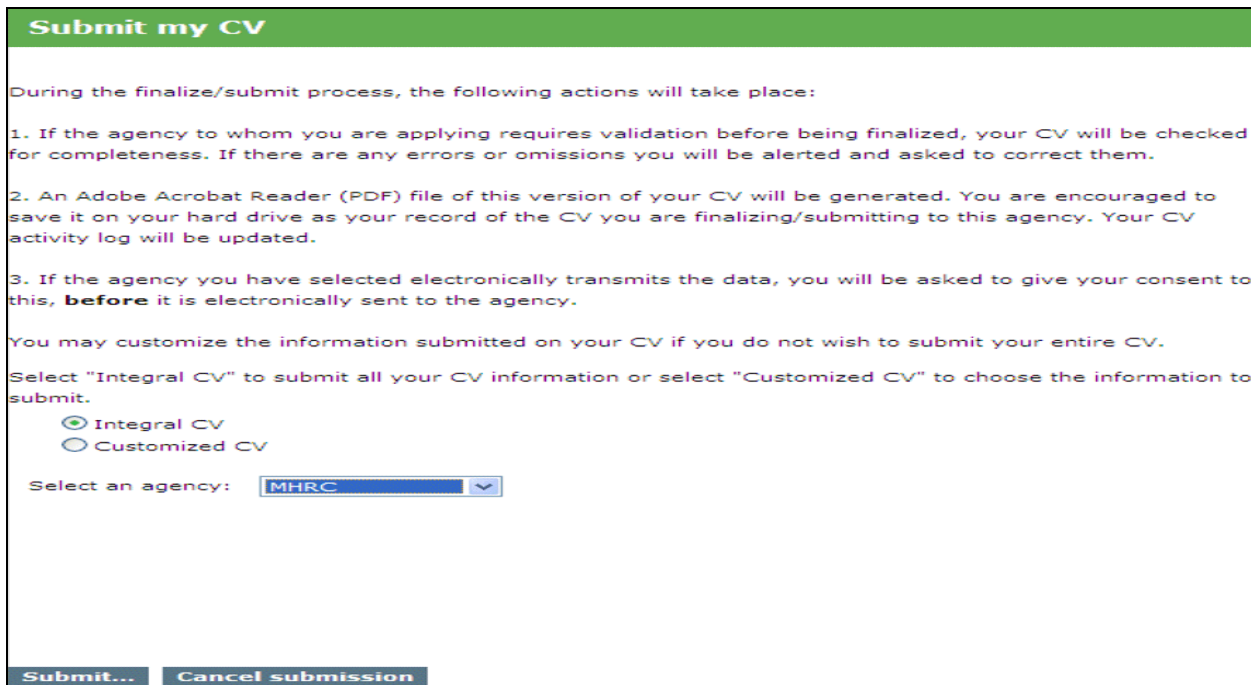 Submit my CV
During the finalize/submit process, the following actions will take place:
1. If the agency to whom you are applying requires validation before being finalized, your CV will be checked
for completeness. If there are any errors or omissions you will be alerted and asked to correct them.
2. An Adobe Acrobat Reader (PDF) file of this version of your CV will be generated. You are encouraged to
save it on your hard drive as your record of the CV you are finalizing/submitting to this agency. Your CV
activity log will be updated.
3. If the agency you have selected electronically transmits the data, you will be asked to give your consent to
this, before it is electronically sent to the agency.
You may customize the information submitted on your CV if you do not wish to submit your entire CV.
Select "Integral CV" to submit all your CV information or select "Customized CV" to choose the information to
submit.
Integral CV
Customized CV
Select an agency: MHRC
Submit... Cancel submission